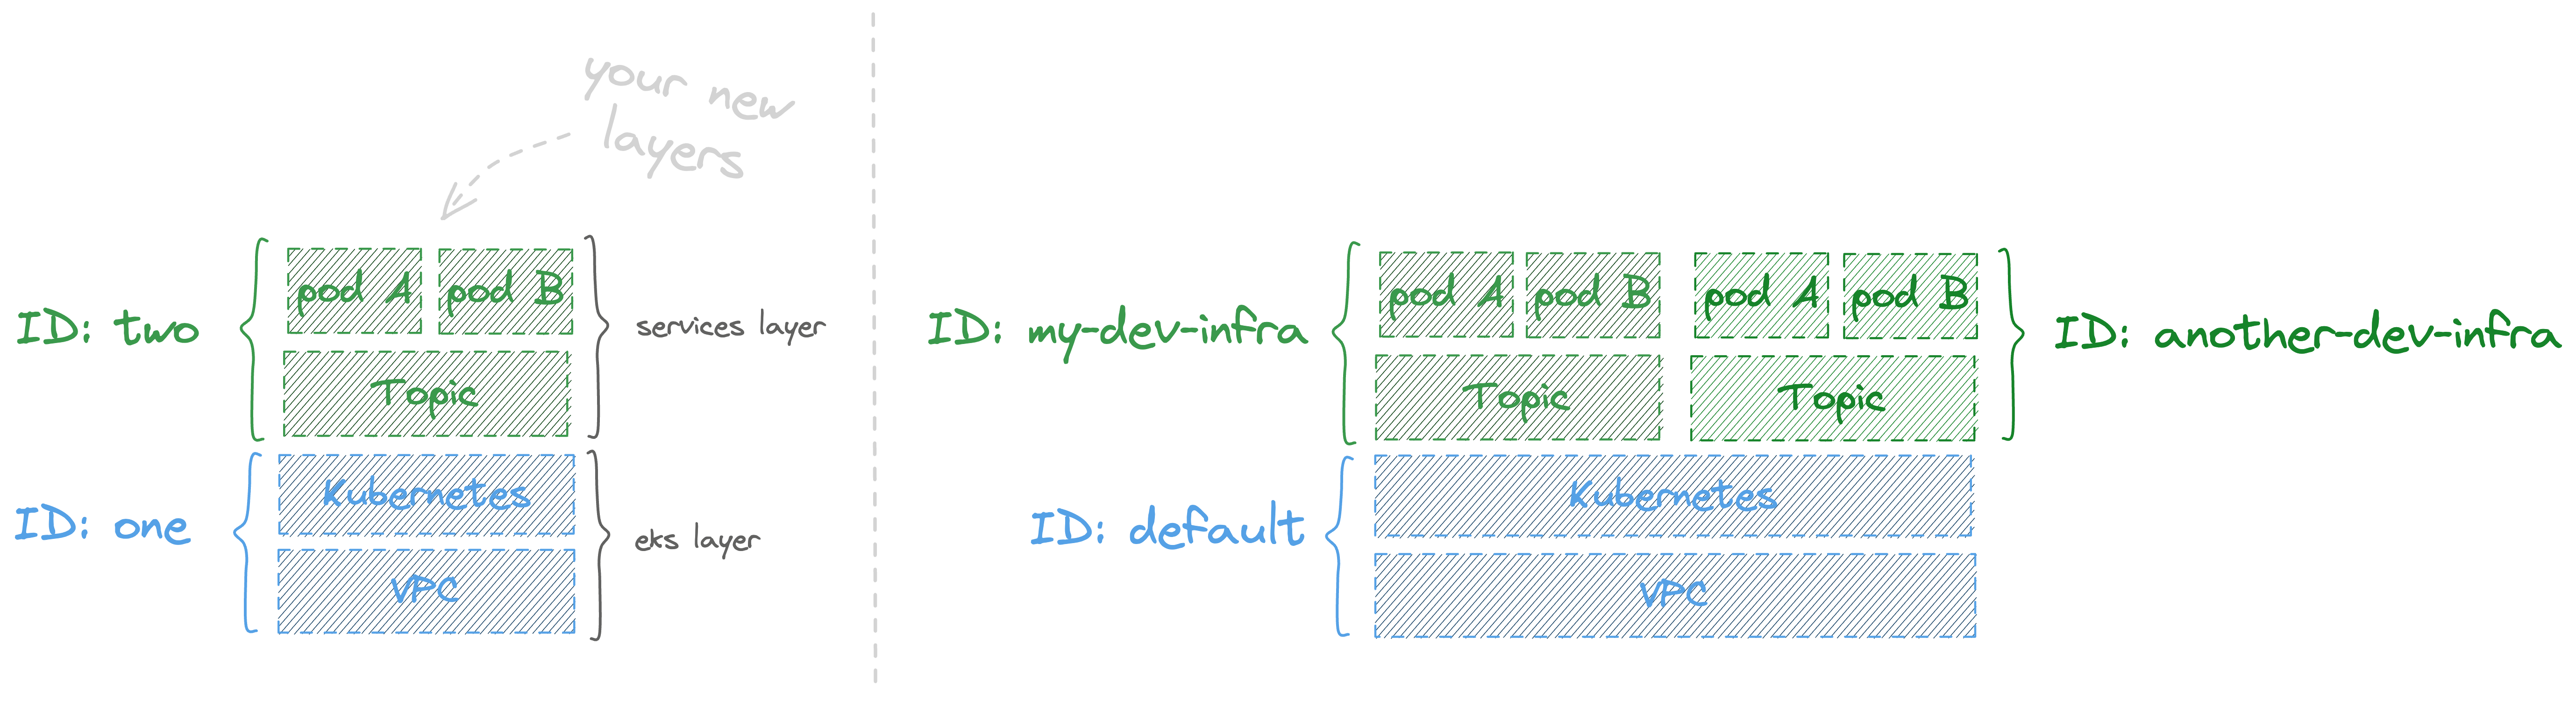 your new
layers
pod A
pod B
ID: two
services layer
Topic
Kubernetes
ID: one
eks layer
VPC
pod A
pod B
pod A
pod B
ID: my-dev-infra
ID: another-dev-infra
Topic
Topic
Kubernetes
ID: default
VPC